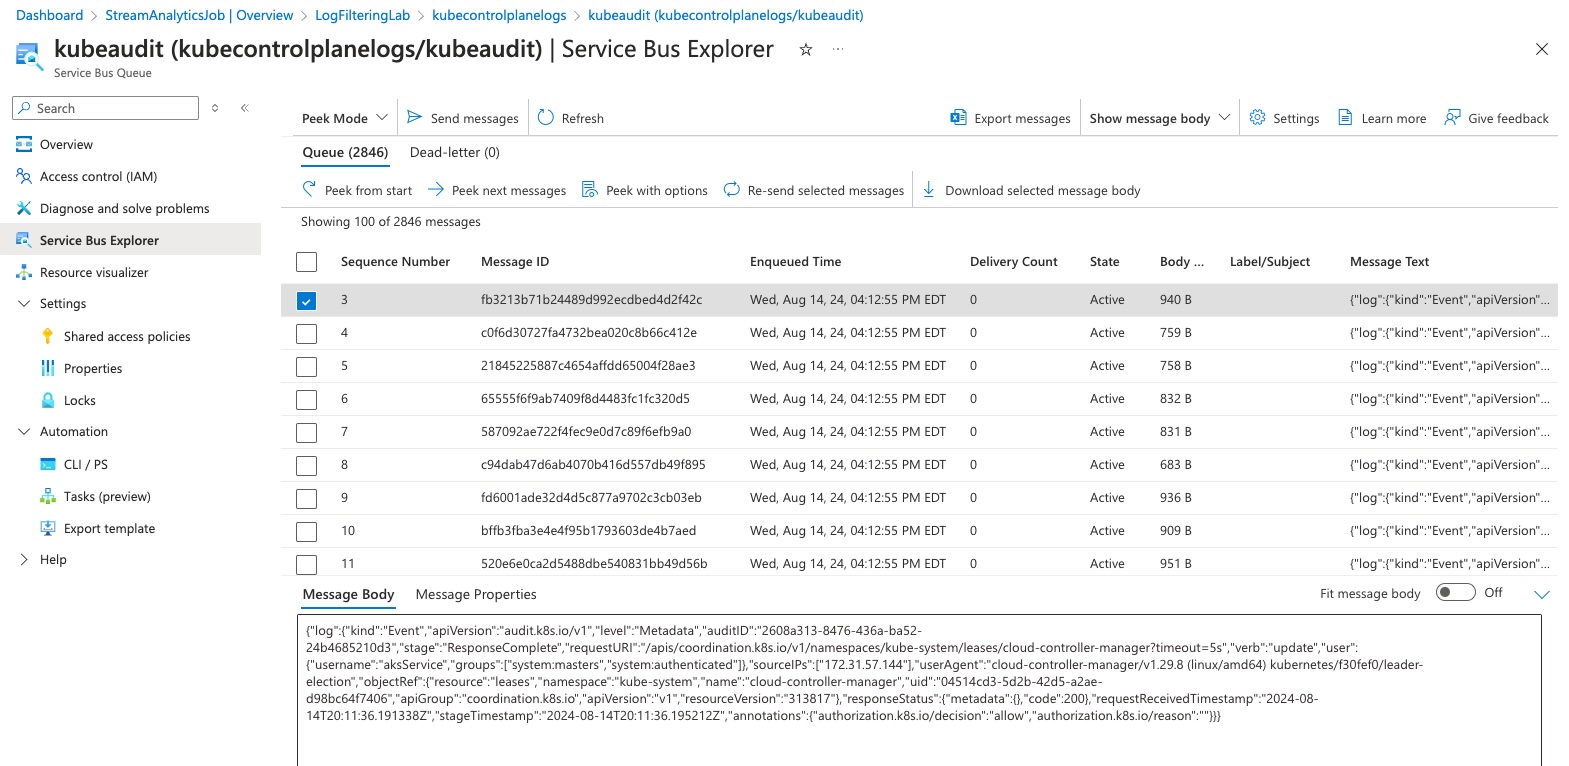 Dashboard > StreamAnalyticsJob | Overview > LogFilteringLab > kubecontrolplanelogs > kubeaudit (kubecontrolplanelogs/kubeaudit)
kubeaudit (kubecontrolplanelogs/kubeaudit) | Service Bus Explorer
Service Bus Queue
Search
Overview
Access control (IAM)
Diagnose and solve problems
Service Bus Explorer
Resource visualizer
Settings
Shared access policies
Properties
Locks
Automation
CLI / PS
Tasks (preview)
Export template
Help
Peek Mode Send messages Refresh Export messages Show message body Settings Learn more Give feedback
Queue (2846) Dead-letter (0)
Peek from start Peek next messages Peek with options Re-send selected messages Download selected message body
Showing 100 of 2846 messages
Sequence Number Message ID Enqueued Time Delivery Count State Body ... Label/Subject Message Text
3 fb3213b71b24489d992ecdbed4d2f42c Wed, Aug 14, 24, 04:12:55 PM EDT 0 Active 940 B {"log":{"kind":"Event","apiVersion"...
4 c0f6d30727fa4732bea020c8b66c412e Wed, Aug 14, 24, 04:12:55 PM EDT 0 Active 759 B {"log":{"kind":"Event","apiVersion"...
5 21845225887c4654affdd65004f28ae3 Wed, Aug 14, 24, 04:12:55 PM EDT 0 Active 758 B {"log":{"kind":"Event","apiVersion"...
6 65555f6f9ab7409f8d4483fc1fc320d5 Wed, Aug 14, 24, 04:12:55 PM EDT 0 Active 832 B {"log":{"kind":"Event","apiVersion"...
7 587092ae722f4fec9e0d7c89f6efb9a0 Wed, Aug 14, 24, 04:12:55 PM EDT 0 Active 831 B {"log":{"kind":"Event","apiVersion"...
8 c94dab47d6ab4070b416d557db49f895 Wed, Aug 14, 24, 04:12:55 PM EDT 0 Active 683 B {"log":{"kind":"Event","apiVersion"...
9 fd6001ade32d4d5c877a9702c3cb03eb Wed, Aug 14, 24, 04:12:55 PM EDT 0 Active 936 B {"log":{"kind":"Event","apiVersion"...
10 bffb3fba3e4e4f95b1793603de4b7aed Wed, Aug 14, 24, 04:12:55 PM EDT 0 Active 909 B {"log":{"kind":"Event","apiVersion"...
11 520e6e0ca2d5488dbe540831bb49d56b Wed, Aug 14, 24, 04:12:55 PM EDT 0 Active 951 B {"log":{"kind":"Event","apiVersion"...
Message Body Message Properties Fit message body Off
{"log":{"kind":"Event","apiVersion":"audit.k8s.io/v1","level":"Metadata","auditID":"2608a313-8476-436a-ba52-
24b4685210d3","stage":"ResponseComplete","requestURI":"/apis/coordination.k8s.io/v1/namespaces/kube-system/leases/cloud-controller-manager?timeout=5s","verb":"update","user":
{"username":"aksService","groups":["system:masters","system:authenticated"]},"sourceIPs":["172.31.57.144"],"userAgent":"cloud-controller-manager/v1.29.8 (linux/amd64) kubernetes/f30fef0/leader-
election","objectRef":{"resource":"leases","namespace":"kube-system","name":"cloud-controller-manager","uid":"04514cd3-5d2b-42d5-a2ae-
d98bc64f7406","apiGroup":"coordination.k8s.io","apiVersion":"v1","resourceVersion":"313817"},"responseStatus":{"metadata":{},"code":200},"requestReceivedTimestamp":"2024-08-
14T20:11:36.191338Z","stageTimestamp":"2024-08-14T20:11:36.195212Z","annotations":{"authorization.k8s.io/decision":"allow","authorization.k8s.io/reason":""}}}